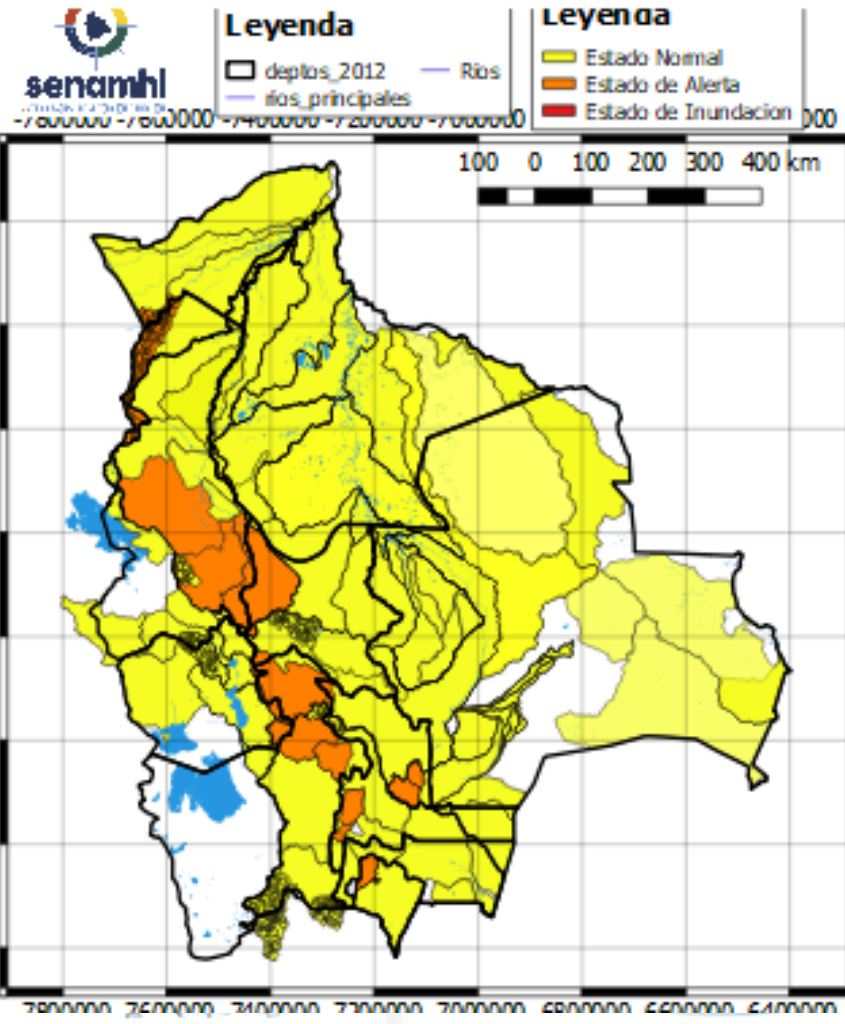 senamhi
Leyenda
deptos_2012
Rios
rios_principales
Leyenda
Estado Normal
Estado de Alerta
Estado de Inundacion
-7800000 -7600000 -7400000 -7200000 -7000000
100 0 100 200 300 400 km
-7800000 -7600000 -7400000 -7200000 -7000000 -6800000 -6600000 -6400000